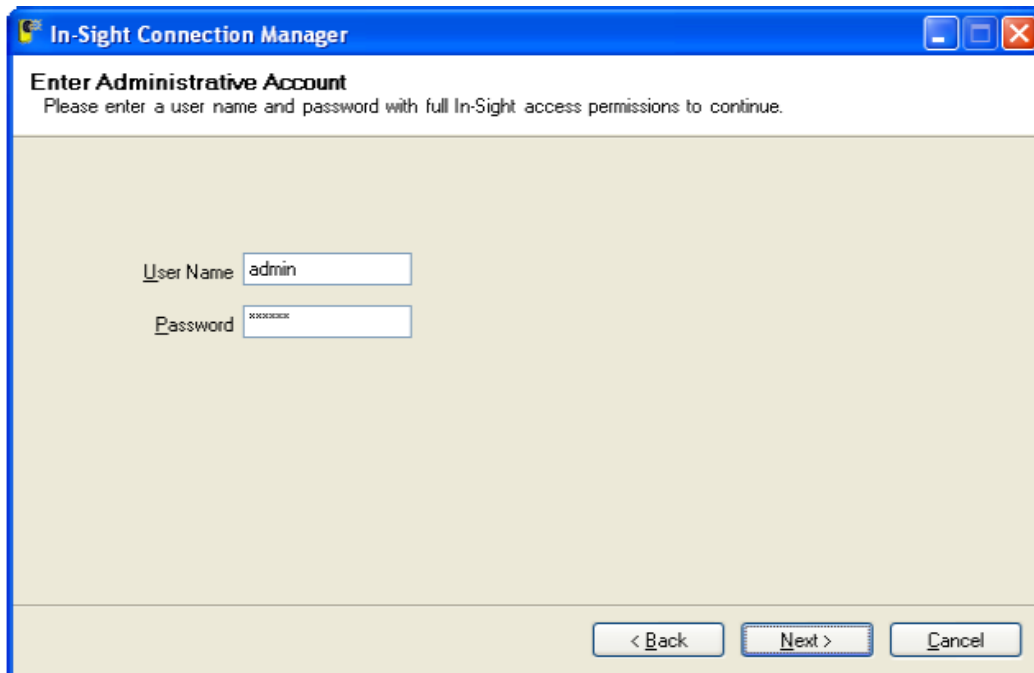 In-Sight Connection Manager
Enter Administrative Account
Please enter a user name and password with full In-Sight access permissions to continue.
User Name admin
Password xxxxxx
< Back Next > Cancel